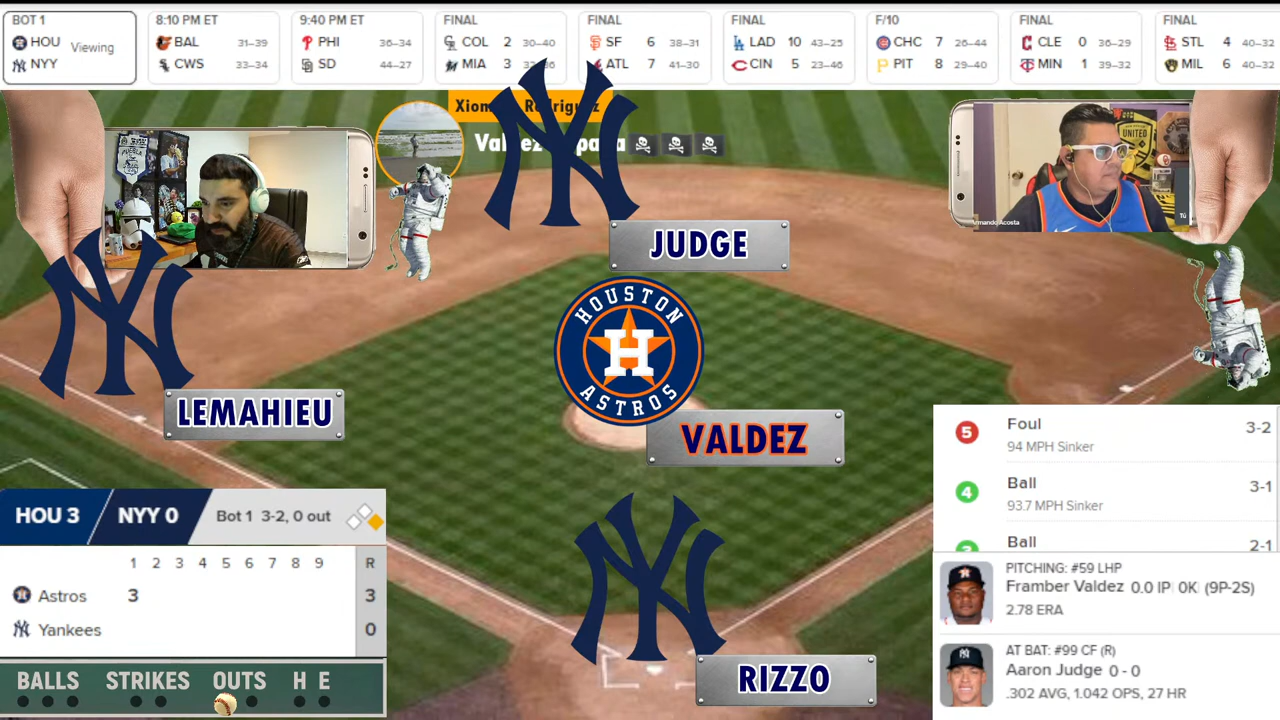 BOT 1
HOU Viewing
NYY
8:10 PM ET
BAL 31-39
CWS 33-34
9:40 PM ET
PHI 36-34
SD 44-27
FINAL
COL 2 30-40
MIA 3
FINAL
SF 6 38-31
ATL 7 41-30
FINAL
LAD 10 43-25
CIN 5 23-46
F/10
CHC 7 26-44
PIT 8 29-40
FINAL
CLE 0 36-29
MIN 1 39-32
FINAL
STL 4 40-32
MIL 6 40-32
Valdez
UNITED
Tú
JUDGE
HOUSTON
H
ASTROS
LEMAHIEU
VALDEZ
RIZZO
5 Foul 3-2
94 MPH Sinker
4 Ball 3-1
93.7 MPH Sinker
Ball 2-1
PITCHING: #59 LHP
Framber Valdez 0.0 IP 0K (9P-2S)
2.78 ERA
AT BAT: #99 CF (R)
Aaron Judge 0-0
.302 AVG, 1.042 OPS, 27 HR
HOU 3 NYY 0 Bot 1 3-2, 0 out
1 2 3 4 5 6 7 8 9 R
Astros 3 3
Yankees 0
BALLS STRIKES OUTS H E